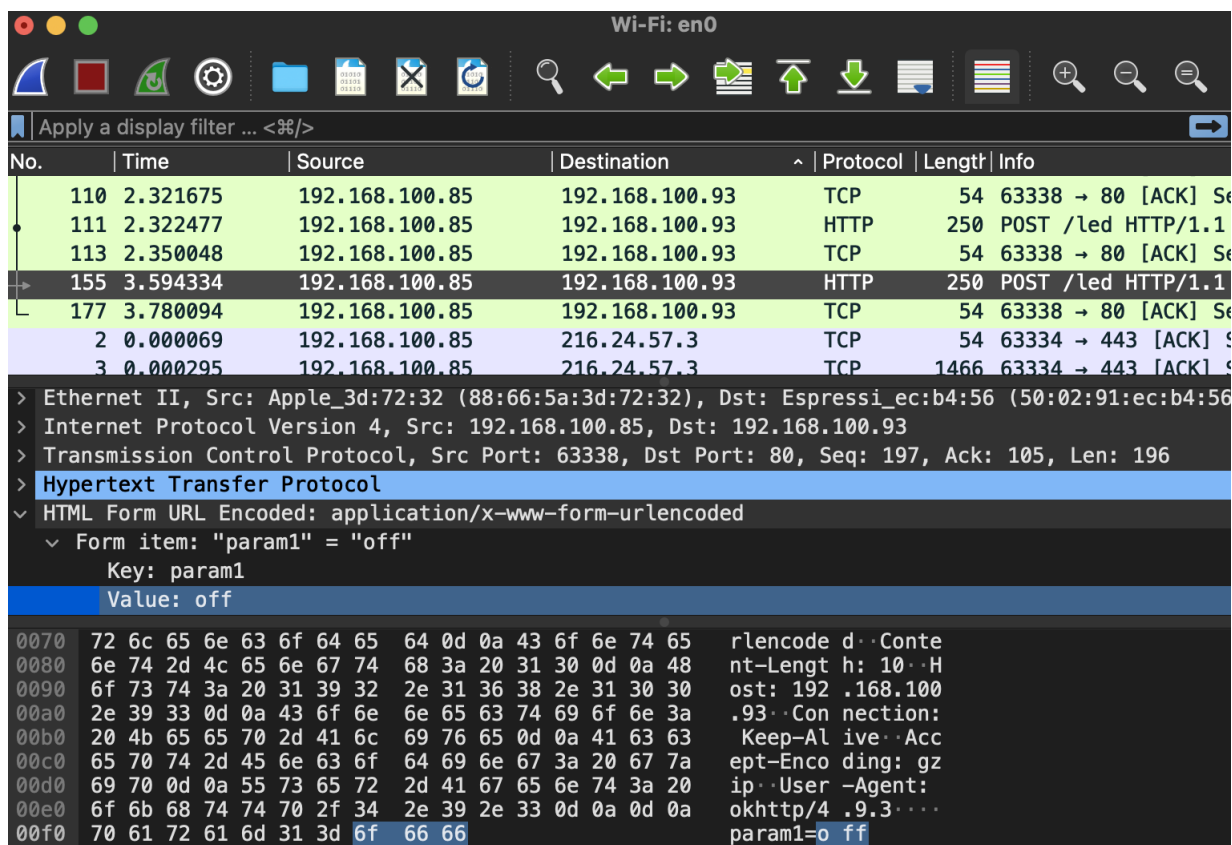 Wi-Fi: en0
Apply a display filter ... <⌘/>
No. Time Source Destination Protocol Length Info
110 2.321675 192.168.100.85 192.168.100.93 TCP 54 63338 → 80 [ACK] Se
111 2.322477 192.168.100.85 192.168.100.93 HTTP 250 POST /led HTTP/1.1
113 2.350048 192.168.100.85 192.168.100.93 TCP 54 63338 → 80 [ACK] Se
155 3.594334 192.168.100.85 192.168.100.93 HTTP 250 POST /led HTTP/1.1
177 3.780094 192.168.100.85 192.168.100.93 TCP 54 63338 → 80 [ACK] Se
2 0.000069 192.168.100.85 216.24.57.3 TCP 54 63334 → 443 [ACK] S
3 0.000295 192.168.100.85 216.24.57.3 TCP 1466 63334 → 443 [ACK] S
Ethernet II, Src: Apple_3d:72:32 (88:66:5a:3d:72:32), Dst: Espressi_ec:b4:56 (50:02:91:ec:b4:56
Internet Protocol Version 4, Src: 192.168.100.85, Dst: 192.168.100.93
Transmission Control Protocol, Src Port: 63338, Dst Port: 80, Seq: 197, Ack: 105, Len: 196
Hypertext Transfer Protocol
HTML Form URL Encoded: application/x-www-form-urlencoded
Form item: "param1" = "off"
Key: param1
Value: off
0070 72 6c 65 6e 63 6f 64 65 64 0d 0a 43 6f 6e 74 65 rlencode d··Conte
0080 6e 74 2d 4c 65 6e 67 74 68 3a 20 31 30 0d 0a 48 nt-Lengt h: 10··H
0090 6f 73 74 3a 20 31 39 32 2e 31 36 38 2e 31 30 30 ost: 192 .168.100
00a0 2e 39 33 0d 0a 43 6f 6e 6e 65 63 74 69 6f 6e 3a .93··Con nection:
00b0 20 4b 65 65 70 2d 41 6c 69 76 65 0d 0a 41 63 63 Keep-Al ive··Acc
00c0 65 70 74 2d 45 6e 63 6f 64 69 6e 67 3a 20 67 7a ept-Enco ding: gz
00d0 69 70 0d 0a 55 73 65 72 2d 41 67 65 6e 74 3a 20 ip··User -Agent:
00e0 6f 6b 68 74 74 70 2f 34 2e 39 2e 33 0d 0a 0d 0a okhttp/4 .9.3····
00f0 70 61 72 61 6d 31 3d 6f 66 66 param1=o ff